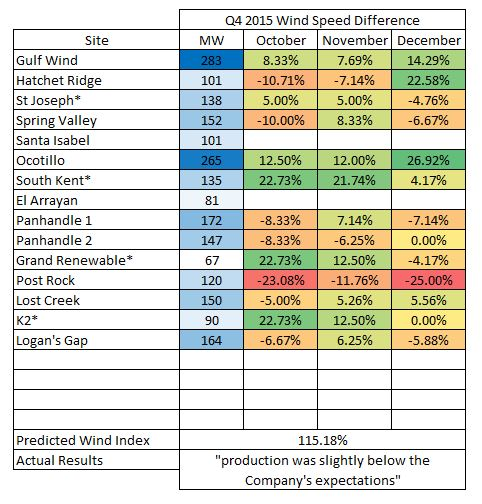 Q4 2015 Wind Speed Difference
Site MW October November December
Gulf Wind 283 8.33% 7.69% 14.29%
Hatchet Ridge 101 -10.71% -7.14% 22.58%
St Joseph* 138 5.00% 5.00% -4.76%
Spring Valley 152 -10.00% 8.33% -6.67%
Santa Isabel 101
Ocotillo 265 12.50% 12.00% 26.92%
South Kent* 135 22.73% 21.74% 4.17%
El Arrayan 81
Panhandle 1 172 -8.33% 7.14% -7.14%
Panhandle 2 147 -8.33% -6.25% 0.00%
Grand Renewable* 67 22.73% 12.50% -4.17%
Post Rock 120 -23.08% -11.76% -25.00%
Lost Creek 150 -5.00% 5.26% 5.56%
K2* 90 22.73% 12.50% 0.00%
Logan's Gap 164 -6.67% 6.25% -5.88%
Predicted Wind Index 115.18%
Actual Results "production was slightly below the
Company's expectations"